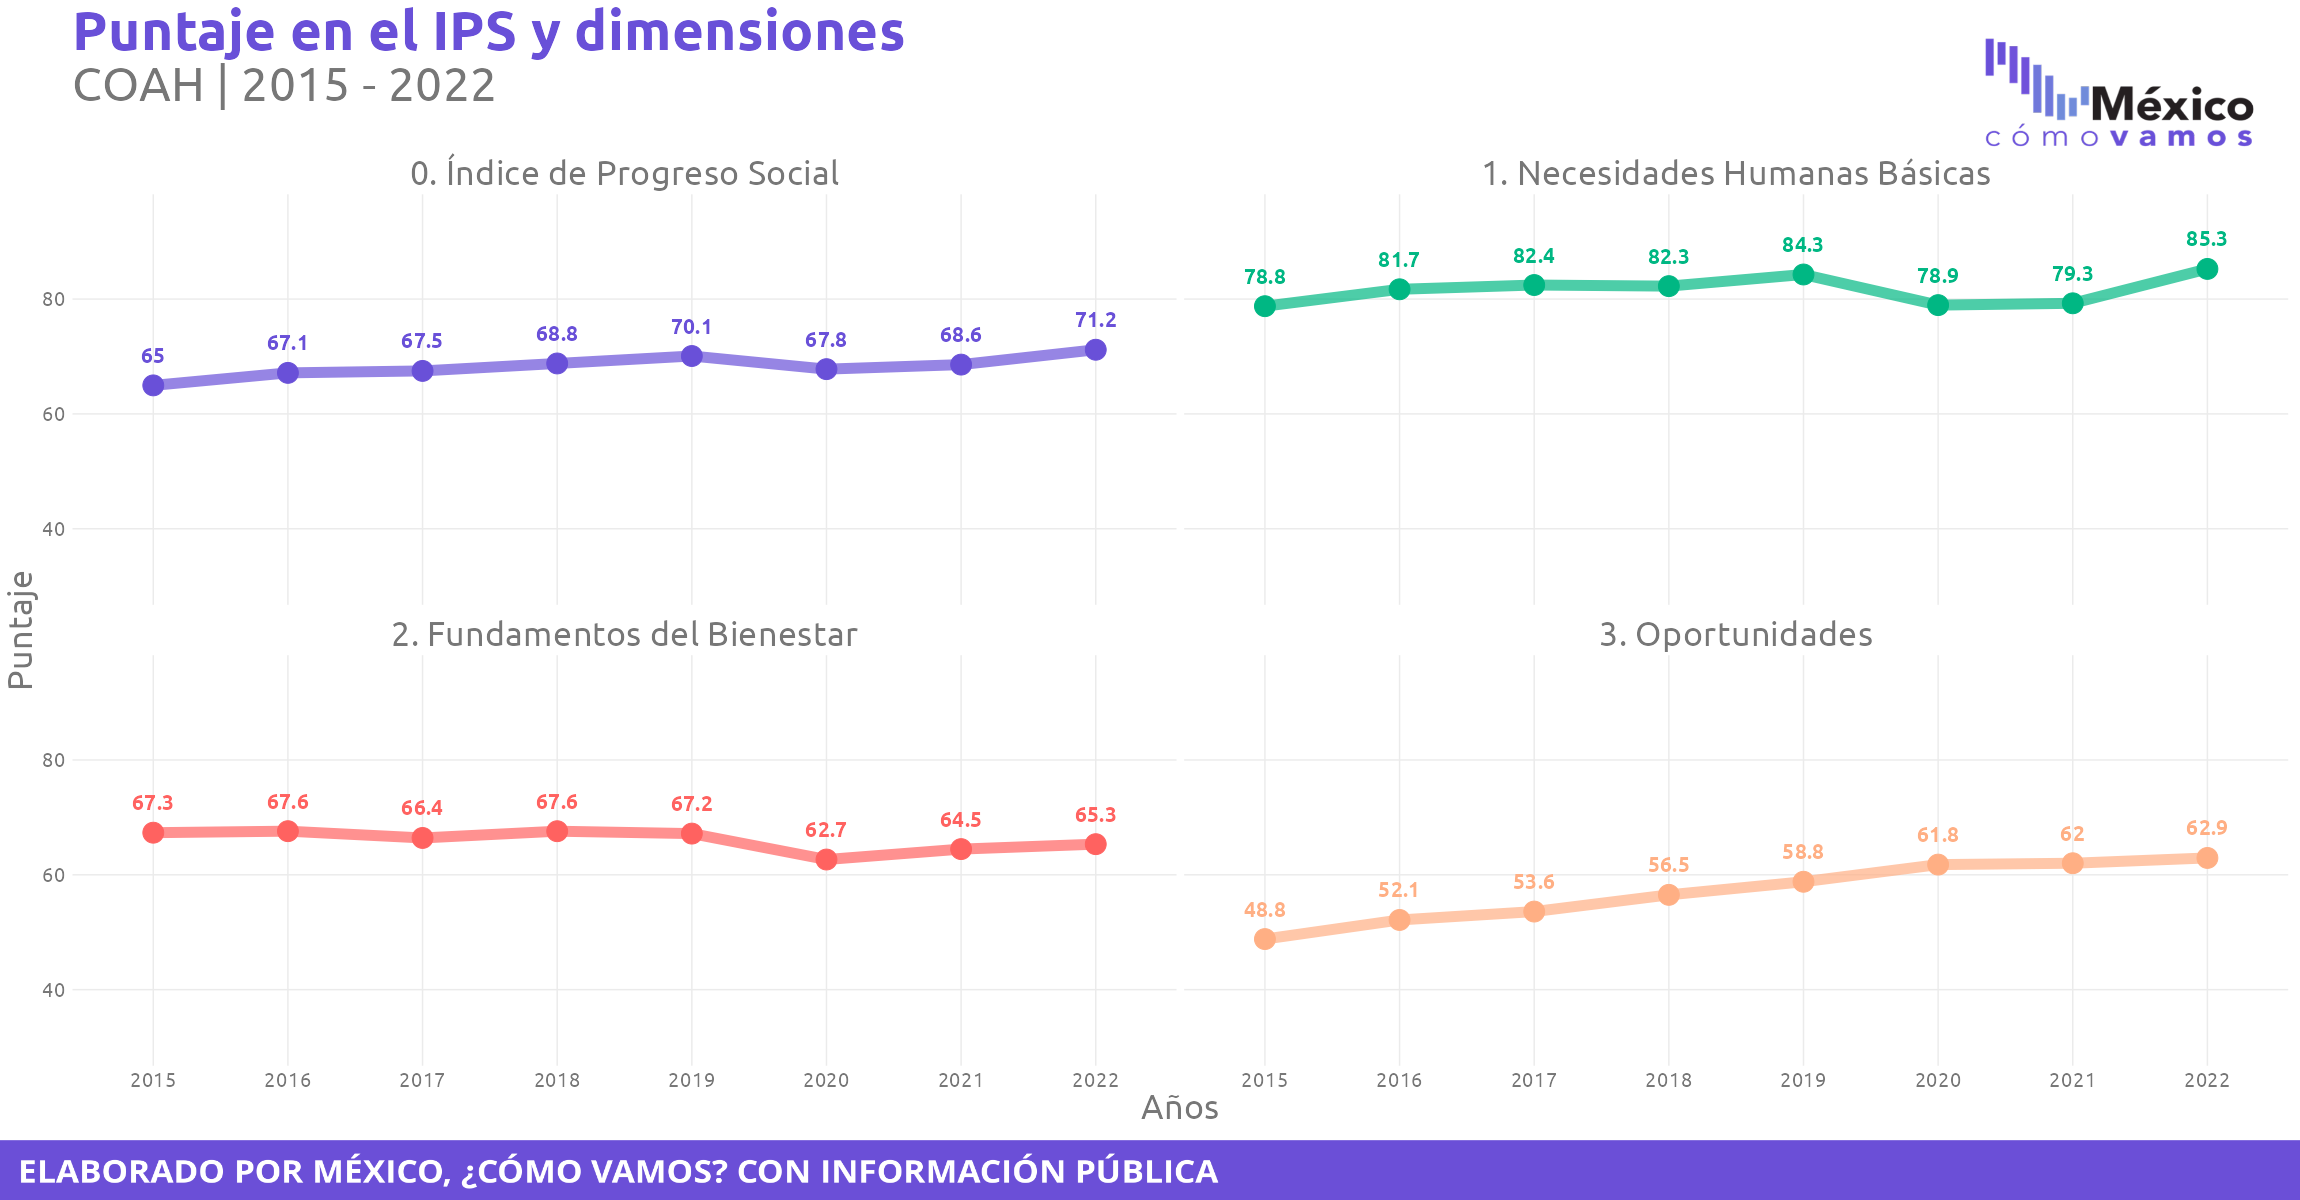 Puntaje en el IPS y dimensiones
COAH | 2015 - 2022
México
cómovamos
0. Índice de Progreso Social
1. Necesidades Humanas Básicas
80
60
40
65 67.1 67.5 68.8 70.1 67.8 68.6 71.2
78.8 81.7 82.4 82.3 84.3 78.9 79.3 85.3
Puntaje
2. Fundamentos del Bienestar
3. Oportunidades
80
60
40
67.3 67.6 66.4 67.6 67.2 62.7 64.5 65.3
48.8 52.1 53.6 56.5 58.8 61.8 62 62.9
2015 2016 2017 2018 2019 2020 2021 2022
2015 2016 2017 2018 2019 2020 2021 2022
Años
ELABORADO POR MÉXICO, ¿CÓMO VAMOS? CON INFORMACIÓN PÚBLICA